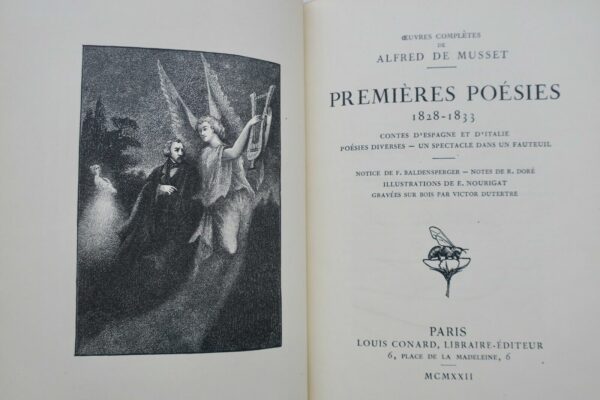 ŒUVRES COMPLÈTES
DE
ALFRED DE MUSSET
PREMIÈRES POÉSIES
1828-1833
CONTES D'ESPAGNE ET D'ITALIE
POÉSIES DIVERSES — UN SPECTACLE DANS UN FAUTEUIL
NOTICE DE F. BALDENSPERGER — NOTES DE R. DORÉ
ILLUSTRATIONS DE E. NOURIGAT
GRAVÉES SUR BOIS PAR VICTOR DUTERTRE
PARIS
LOUIS CONARD, LIBRAIRE-ÉDITEUR
6, PLACE DE LA MADELEINE, 6
MCMXXII